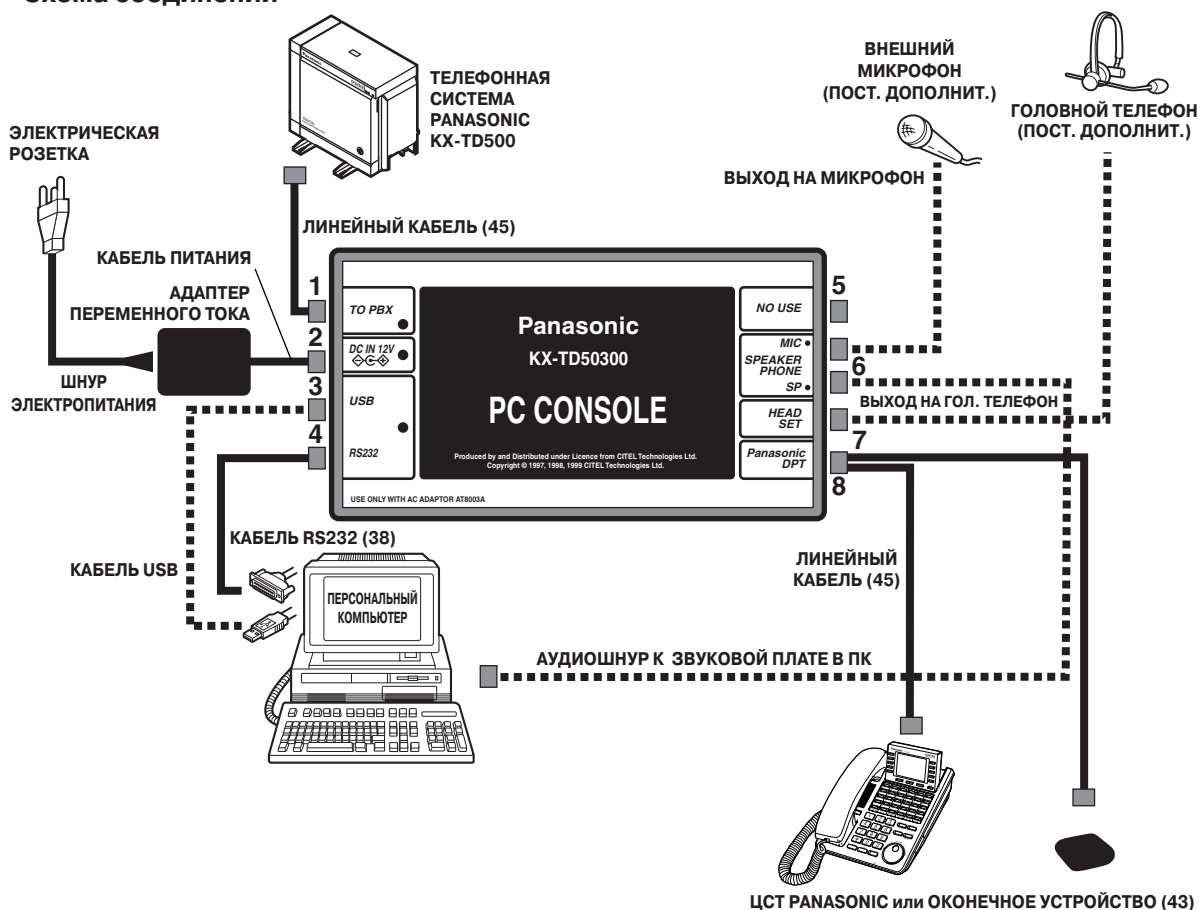 Схема соединений
ТЕЛЕФОННАЯ
СИСТЕМА
PANASONIC
KX-TD500
ВНЕШНИЙ
МИКРОФОН
(ПОСТ. ДОПОЛНИТ.)
ГОЛОВНОЙ ТЕЛЕФОН
(ПОСТ. ДОПОЛНИТ.)
ЭЛЕКТРИЧЕСКАЯ
РОЗЕТКА
ВЫХОД НА МИКРОФОН
ЛИНЕЙНЫЙ КАБЕЛЬ (45)
КАБЕЛЬ ПИТАНИЯ
АДАПТЕР
ПЕРЕМЕННОГО ТОКА
ШНУР
ЭЛЕКТРОПИТАНИЯ
1
2
3
4
TO PBX
DC IN 12V
USB
RS232
Panasonic
KX-TD50300
PC CONSOLE
Produced by and Distributed under Licence from CITEL Technologies Ltd.
Copyright © 1997, 1998, 1999 CITEL Technologies Ltd.
USE ONLY WITH AC ADAPTOR AT8003A
NO USE
MIC
SPEAKER
PHONE
SP
HEAD
SET
Panasonic
DPT
5
6
7
8
ВЫХОД НА ГОЛ. ТЕЛЕФОН
КАБЕЛЬ RS232 (38)
КАБЕЛЬ USB
ПЕРСОНАЛЬНЫЙ
КОМПЬЮТЕР
ЛИНЕЙНЫЙ
КАБЕЛЬ (45)
АУДИОШНУР К ЗВУКОВОЙ ПЛАТЕ В ПК
ЦСТ PANASONIC или ОКОНЕЧНОЕ УСТРОЙСТВО (43)